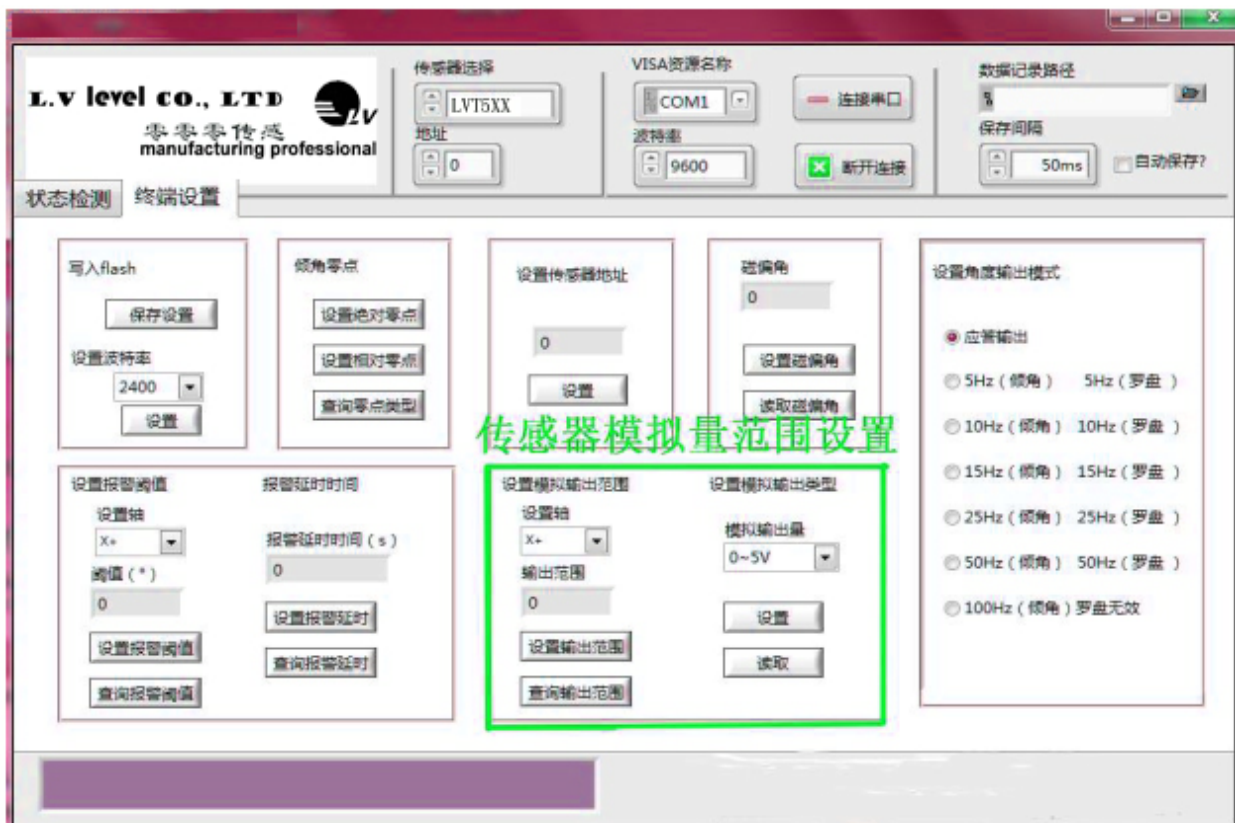 L.V level CO., LTD
零零零传感
manufacturing professional
LV
传感器选择
LVT5XX
地址
0
VISA资源名称
COM1
波特率
9600
连接串口
断开连接
数据记录路径
保存间隔
50ms
自动保存?
状态检测
终端设置
写入flash
保存设置
设置波特率
2400
设置
倾角零点
设置绝对零点
设置相对零点
查询零点类型
设置传感器地址
0
设置
磁偏角
0
设置磁偏角
读取磁偏角
设置角度输出模式
应答输出
5Hz(倾角) 5Hz(罗盘 )
10Hz(倾角) 10Hz(罗盘 )
15Hz(倾角) 15Hz(罗盘 )
25Hz(倾角) 25Hz(罗盘 )
50Hz(倾角) 50Hz(罗盘 )
100Hz(倾角)罗盘无效
传感器模拟量范围设置
设置报警阈值
设置轴
X+
阈值(°)
0
设置报警阈值
查询报警阈值
报警延时时间
报警延时时间(s)
0
设置报警延时
查询报警延时
设置模拟输出范围
设置轴
X+
输出范围
0
设置输出范围
查询输出范围
设置模拟输出类型
模拟输出量
0~5V
设置
读取